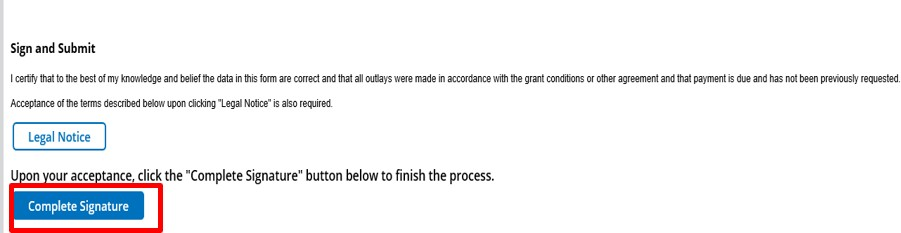 Sign and Submit
I certify that to the best of my knowledge and belief the data in this form are correct and that all outlays were made in accordance with the grant conditions or other agreement and that payment is due and has not been previously requested.
Acceptance of the terms described below upon clicking "Legal Notice" is also required.
Legal Notice
Upon your acceptance, click the "Complete Signature" button below to finish the process.
Complete Signature